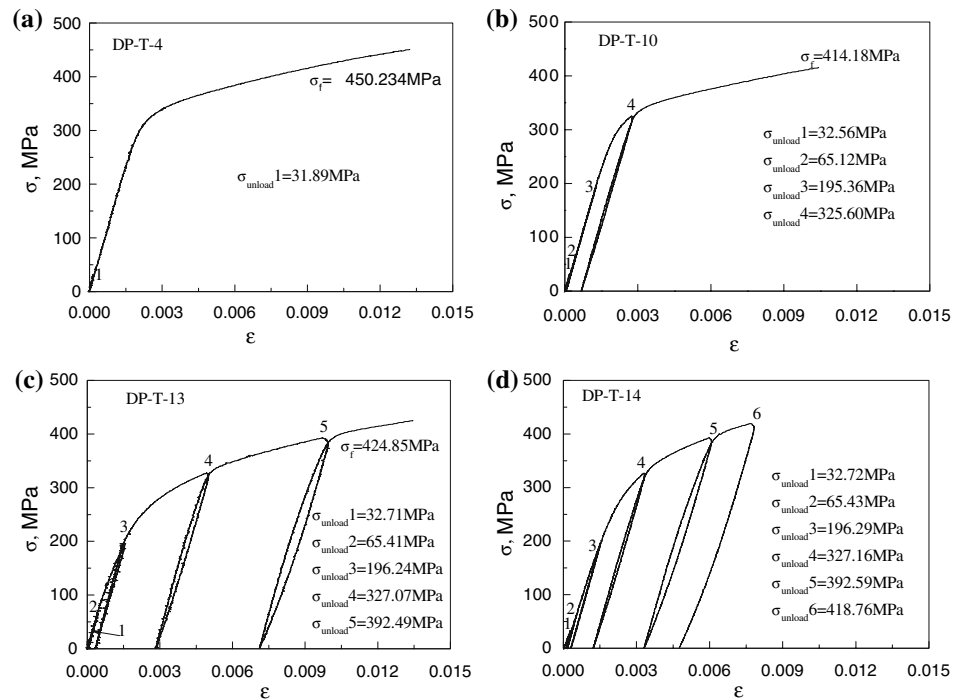 (a)
500
400
300
200
100
0
σ, MPa
DP-T-4
σf= 450.234MPa
σunload1=31.89MPa
1
0.000 0.003 0.006 0.009 0.012 0.015
ε
(b)
500
400
300
200
100
0
σ, MPa
DP-T-10
σf=414.18MPa
4
σunload1=32.56MPa
σunload2=65.12MPa
3
σunload3=195.36MPa
σunload4=325.60MPa
2
1
0.000 0.003 0.006 0.009 0.012 0.015
ε
(c)
500
400
300
200
100
0
σ, MPa
DP-T-13
5
σf=424.85MPa
4
3
σunload1=32.71MPa
σunload2=65.41MPa
σunload3=196.24MPa
σunload4=327.07MPa
σunload5=392.49MPa
2
1
0.000 0.003 0.006 0.009 0.012 0.015
ε
(d)
500
400
300
200
100
0
σ, MPa
DP-T-14
6
5
4
σunload1=32.72MPa
σunload2=65.43MPa
3
σunload3=196.29MPa
σunload4=327.16MPa
σunload5=392.59MPa
σunload6=418.76MPa
2
1
0.000 0.003 0.006 0.009 0.012 0.015
ε